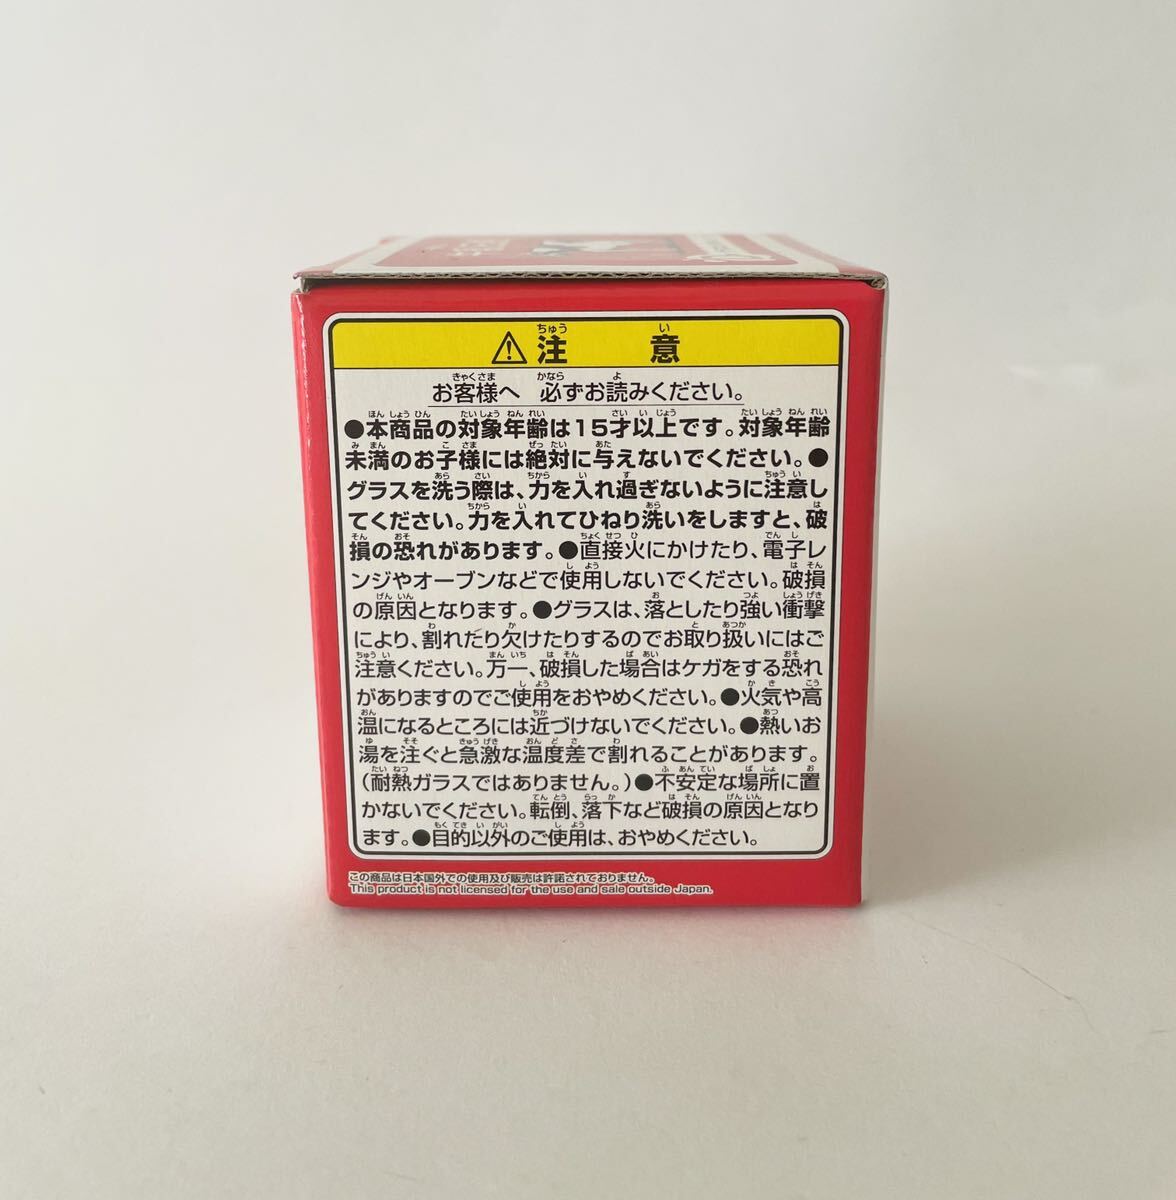 ⚠注意
お客様へ 必ずお読みください。
●本商品の対象年齢は15才以上です。対象年齢
未満のお子様には絶対に与えないでください。●
グラスを洗う際は、力を入れ過ぎないように注意し
てください。力を入れてひねり洗いをしますと、破
損の恐れがあります。●直接火にかけたり、電子レ
ンジやオーブンなどで使用しないでください。破損
の原因となります。●グラスは、落としたり強い衝撃
により、割れたり欠けたりするのでお取り扱いにはご
注意ください。万一、破損した場合はケガをする恐れ
がありますのでご使用をおやめください。●火気や高
温になるところには近づけないでください。●熱いお
湯を注ぐと急激な温度差で割れることがあります。
(耐熱ガラスではありません。)●不安定な場所に置
かないでください。転倒、落下など破損の原因となり
ます。●目的以外のご使用は、おやめください。
この商品は日本国外での使用及び販売は許諾されておりません。
This product is not licensed for the use and sale outside Japan.